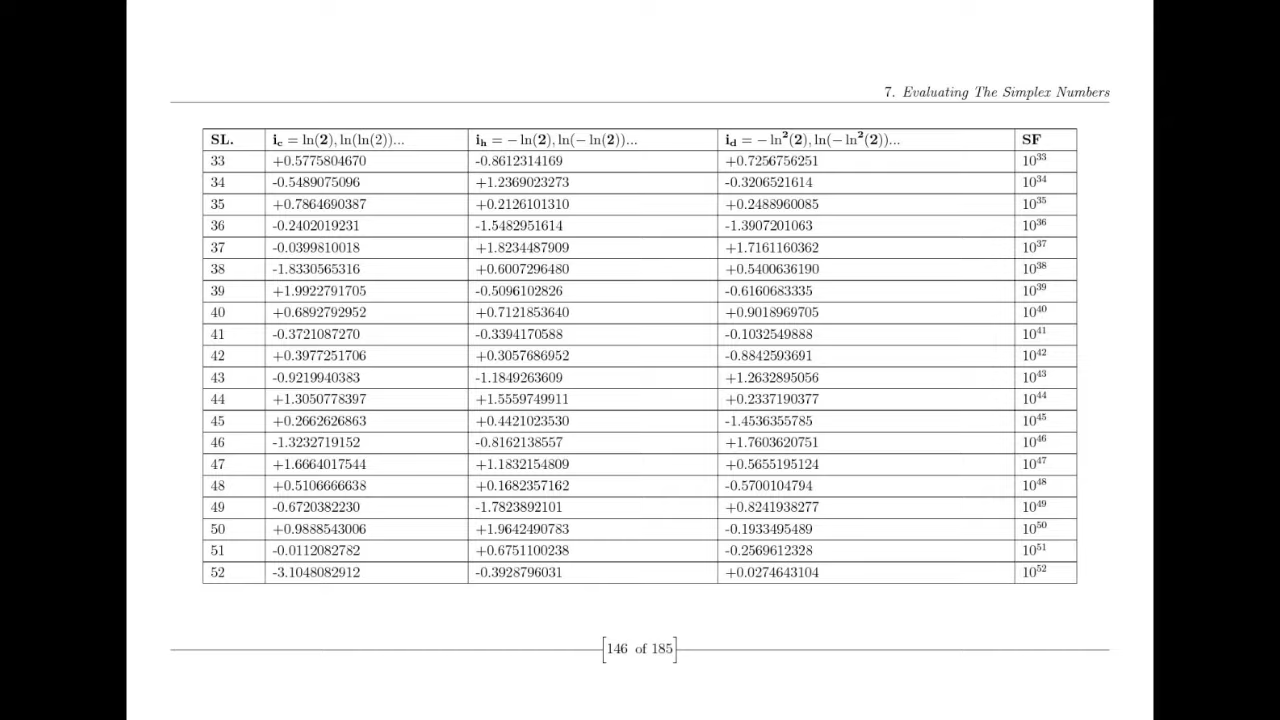 7. Evaluating The Simplex Numbers
SL. i_c = ln(2), ln(ln(2))... i_h = − ln(2), ln(− ln(2))... i_d = − ln²(2), ln(− ln²(2))... SF
33 +0.5775804670 -0.8612314169 +0.7256756251 10³³
34 -0.5489075096 +1.2369023273 -0.3206521614 10³⁴
35 +0.7864690387 +0.2126101310 +0.2488960085 10³⁵
36 -0.2402019231 -1.5482951614 -1.3907201063 10³⁶
37 -0.0399810018 +1.8234487909 +1.7161160362 10³⁷
38 -1.8330565316 +0.6007296480 +0.5400636190 10³⁸
39 +1.9922791705 -0.5096102826 -0.6160683335 10³⁹
40 +0.6892792952 +0.7121853640 +0.9018969705 10⁴⁰
41 -0.3721087270 -0.3394170588 -0.1032549888 10⁴¹
42 +0.3977251706 +0.3057686952 -0.8842593691 10⁴²
43 -0.9219940383 -1.1849263609 +1.2632895056 10⁴³
44 +1.3050778397 +1.5559749911 +0.2337190377 10⁴⁴
45 +0.2662626863 +0.4421023530 -1.4536355785 10⁴⁵
46 -1.3232719152 -0.8162138557 +1.7603620751 10⁴⁶
47 +1.6664017544 +1.1832154809 +0.5655195124 10⁴⁷
48 +0.5106666638 +0.1682357162 -0.5700104794 10⁴⁸
49 -0.6720382230 -1.7823892101 +0.8241938277 10⁴⁹
50 +0.9888543006 +1.9642490783 -0.1933495489 10⁵⁰
51 -0.0112082782 +0.6751100238 -0.2569612328 10⁵¹
52 -3.1048082912 -0.3928796031 +0.0274643104 10⁵²
[146 of 185]